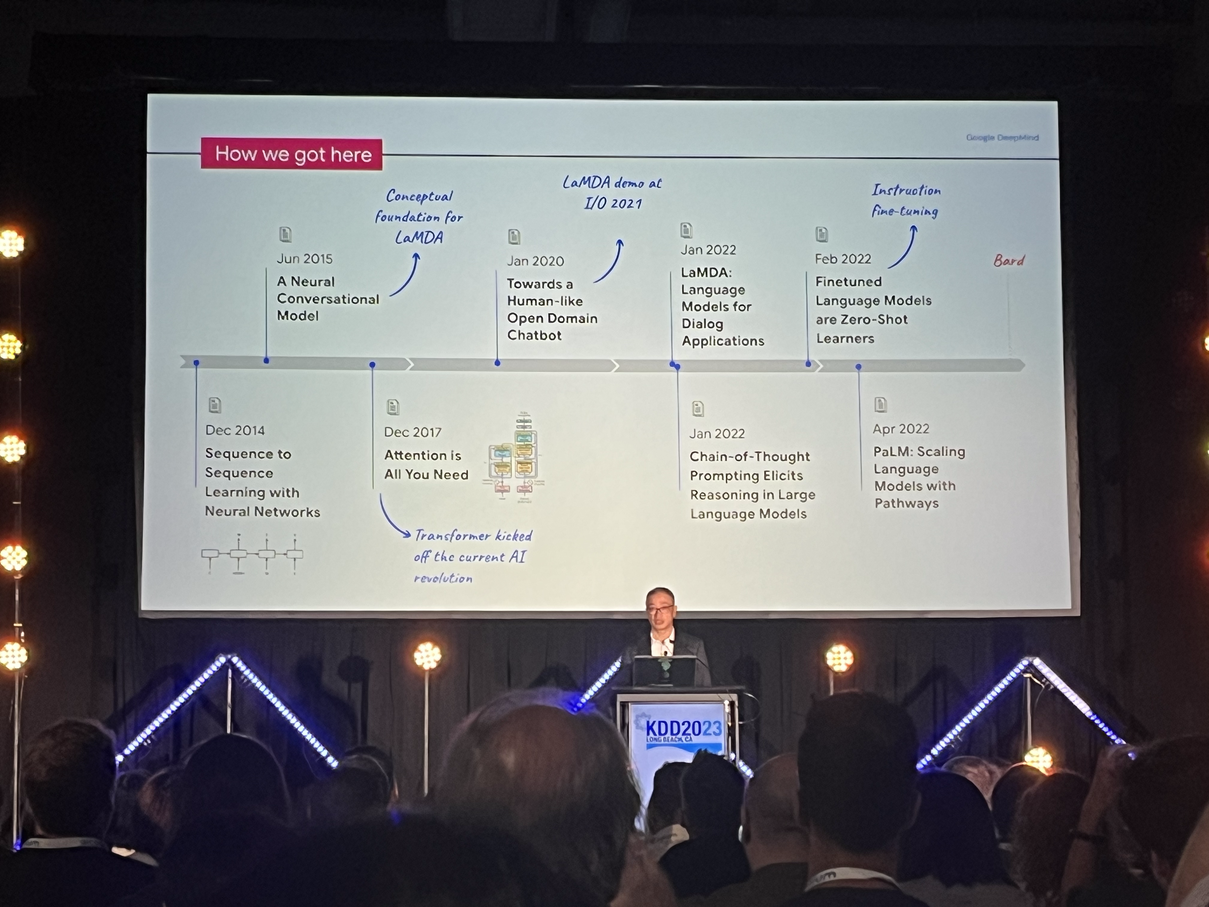 Google DeepMind
How we got here
Conceptual
foundation for
LaMDA
LaMDA demo at
I/O 2021
Instruction
fine-tuning
Jun 2015
A Neural
Conversational
Model
Jan 2020
Towards a
Human-like
Open Domain
Chatbot
Jan 2022
LaMDA:
Language
Models for
Dialog
Applications
Feb 2022
Finetuned
Language Models
are Zero-Shot
Learners
Bard
Dec 2014
Sequence to
Sequence
Learning with
Neural Networks
Dec 2017
Attention is
All You Need
Transformer kicked
off the current AI
revolution
Jan 2022
Chain-of-Thought
Prompting Elicits
Reasoning in Large
Language Models
Apr 2022
PaLM: Scaling
Language
Models with
Pathways
KDD2023
LONG BEACH, CA